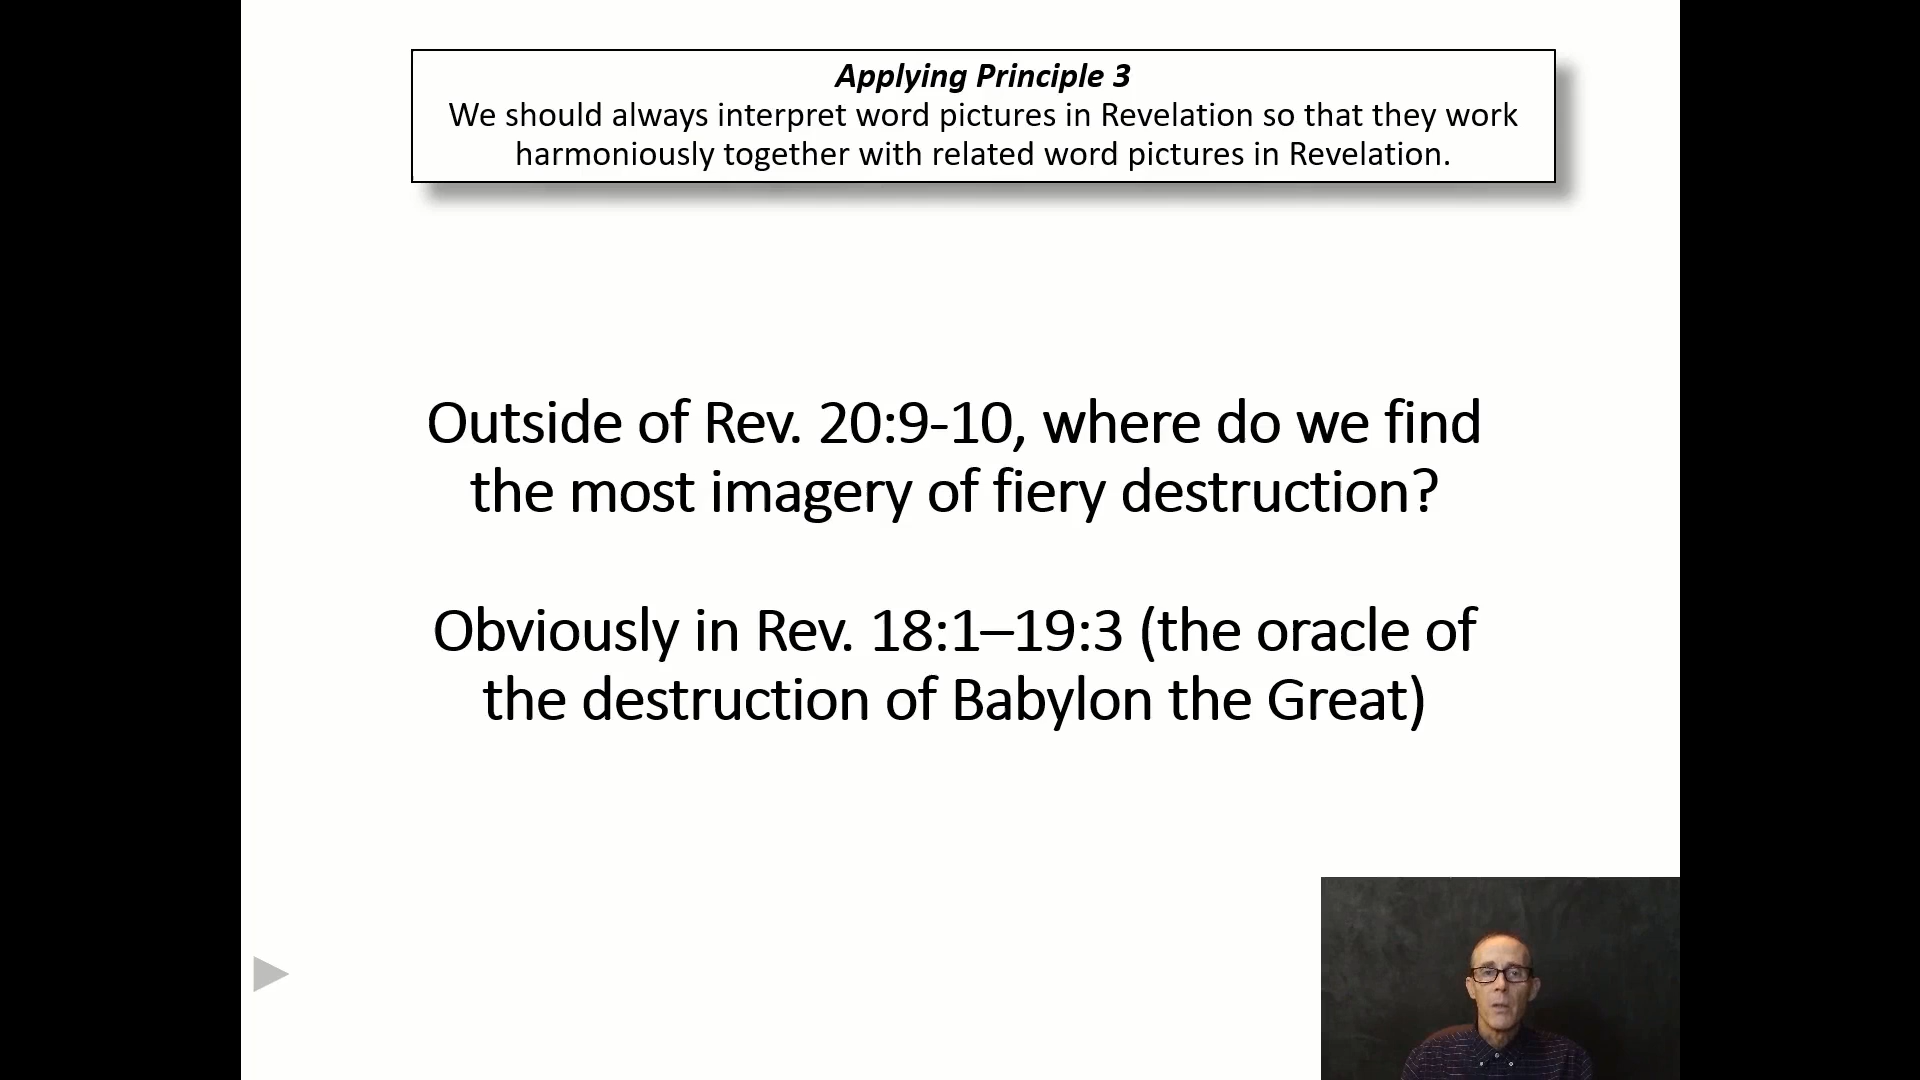 Applying Principle 3
We should always interpret word pictures in Revelation so that they work
harmoniously together with related word pictures in Revelation.
Outside of Rev. 20:9-10, where do we find
the most imagery of fiery destruction?
Obviously in Rev. 18:1–19:3 (the oracle of
the destruction of Babylon the Great)